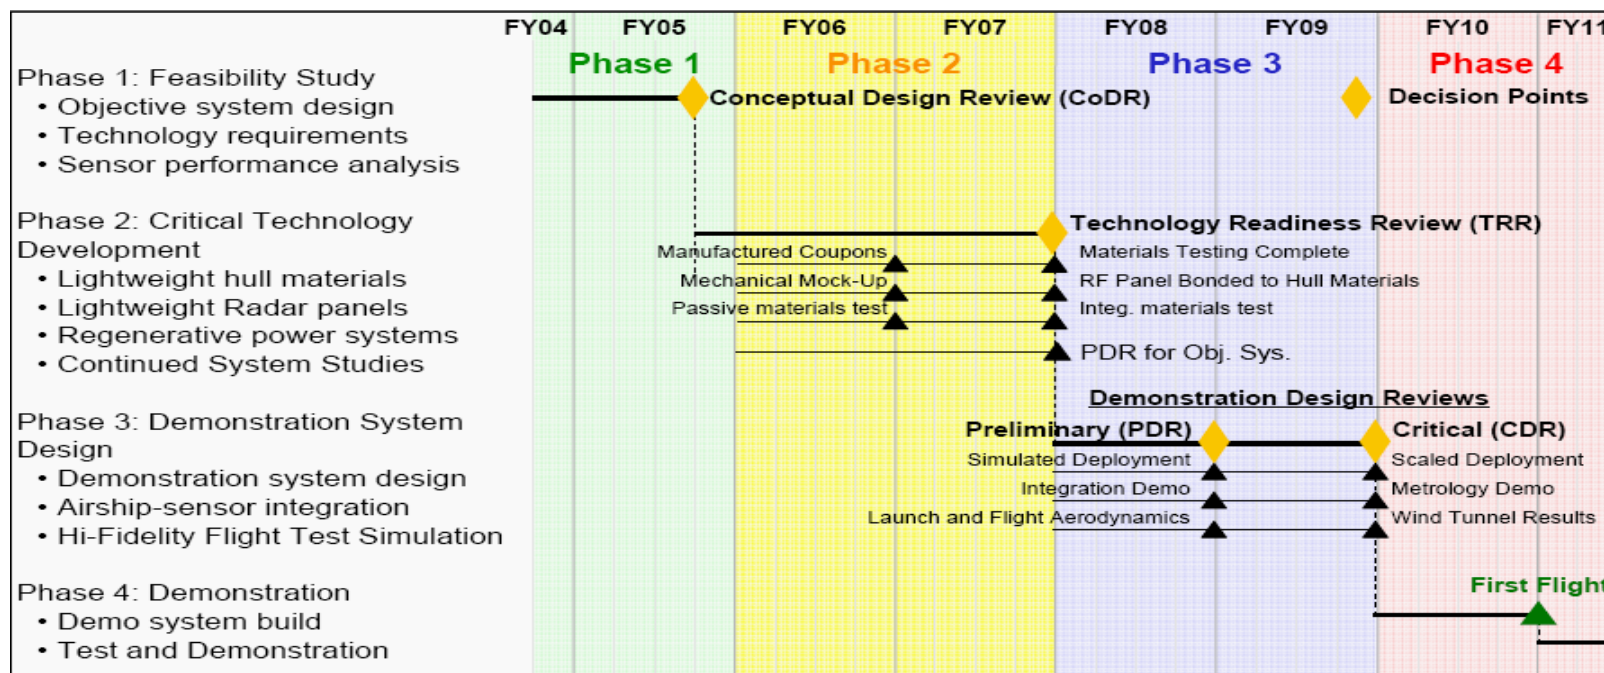 FY04 FY05 FY06 FY07 FY08 FY09 FY10 FY11
Phase 1 Phase 2 Phase 3 Phase 4
Phase 1: Feasibility Study
• Objective system design
• Technology requirements
• Sensor performance analysis
Conceptual Design Review (CoDR)
Decision Points
Phase 2: Critical Technology
Development
• Lightweight hull materials
• Lightweight Radar panels
• Regenerative power systems
• Continued System Studies
Technology Readiness Review (TRR)
Manufactured Coupons Materials Testing Complete
Mechanical Mock-Up RF Panel Bonded to Hull Materials
Passive materials test Integ. materials test
PDR for Obj. Sys.
Phase 3: Demonstration System
Design
• Demonstration system design
• Airship-sensor integration
• Hi-Fidelity Flight Test Simulation
Demonstration Design Reviews
Preliminary (PDR) Critical (CDR)
Simulated Deployment Scaled Deployment
Integration Demo Metrology Demo
Launch and Flight Aerodynamics Wind Tunnel Results
Phase 4: Demonstration
• Demo system build
• Test and Demonstration
First Flight